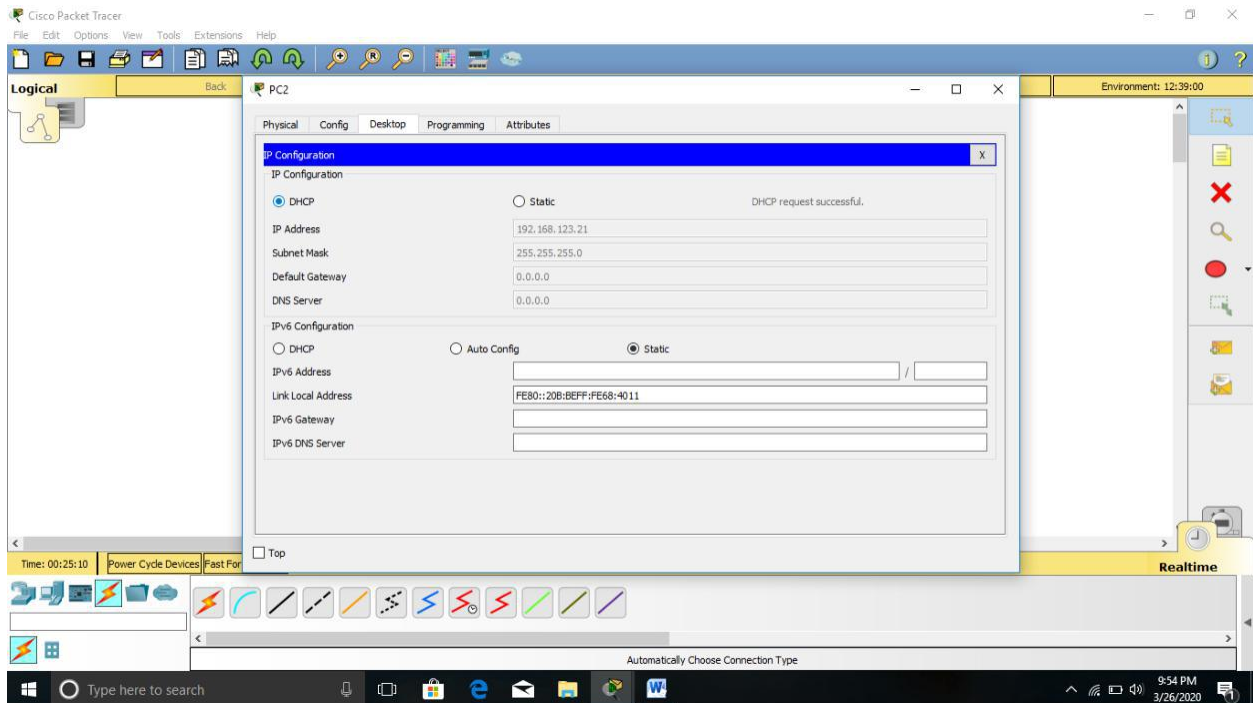 Cisco Packet Tracer
File Edit Options View Tools Extensions Help
Logical
Back
Environment: 12:39:00
PC2
Physical Config Desktop Programming Attributes
IP Configuration
X
IP Configuration
DHCP Static DHCP request successful.
IP Address 192.168.123.21
Subnet Mask 255.255.255.0
Default Gateway 0.0.0.0
DNS Server 0.0.0.0
IPv6 Configuration
DHCP Auto Config Static
IPv6 Address /
Link Local Address FE80::20B:BEFF:FE68:4011
IPv6 Gateway
IPv6 DNS Server
Top
Time: 00:25:10 Power Cycle Devices Fast For
Realtime
Automatically Choose Connection Type
Type here to search
9:54 PM
3/26/2020